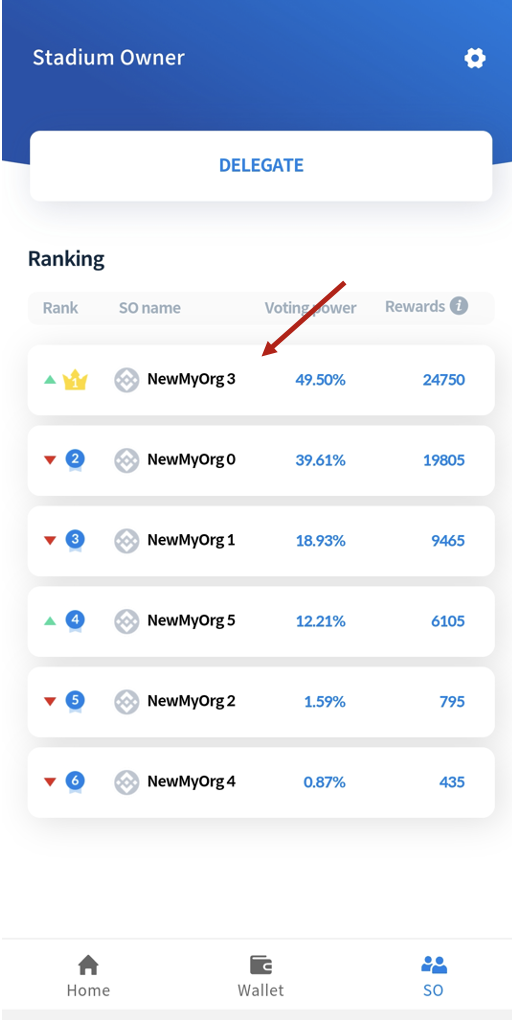 Stadium Owner
DELEGATE
Ranking
Rank SO name Voting power Rewards i
1 NewMyOrg 3 49.50% 24750
2 NewMyOrg 0 39.61% 19805
3 NewMyOrg 1 18.93% 9465
4 NewMyOrg 5 12.21% 6105
5 NewMyOrg 2 1.59% 795
6 NewMyOrg 4 0.87% 435
Home Wallet SO